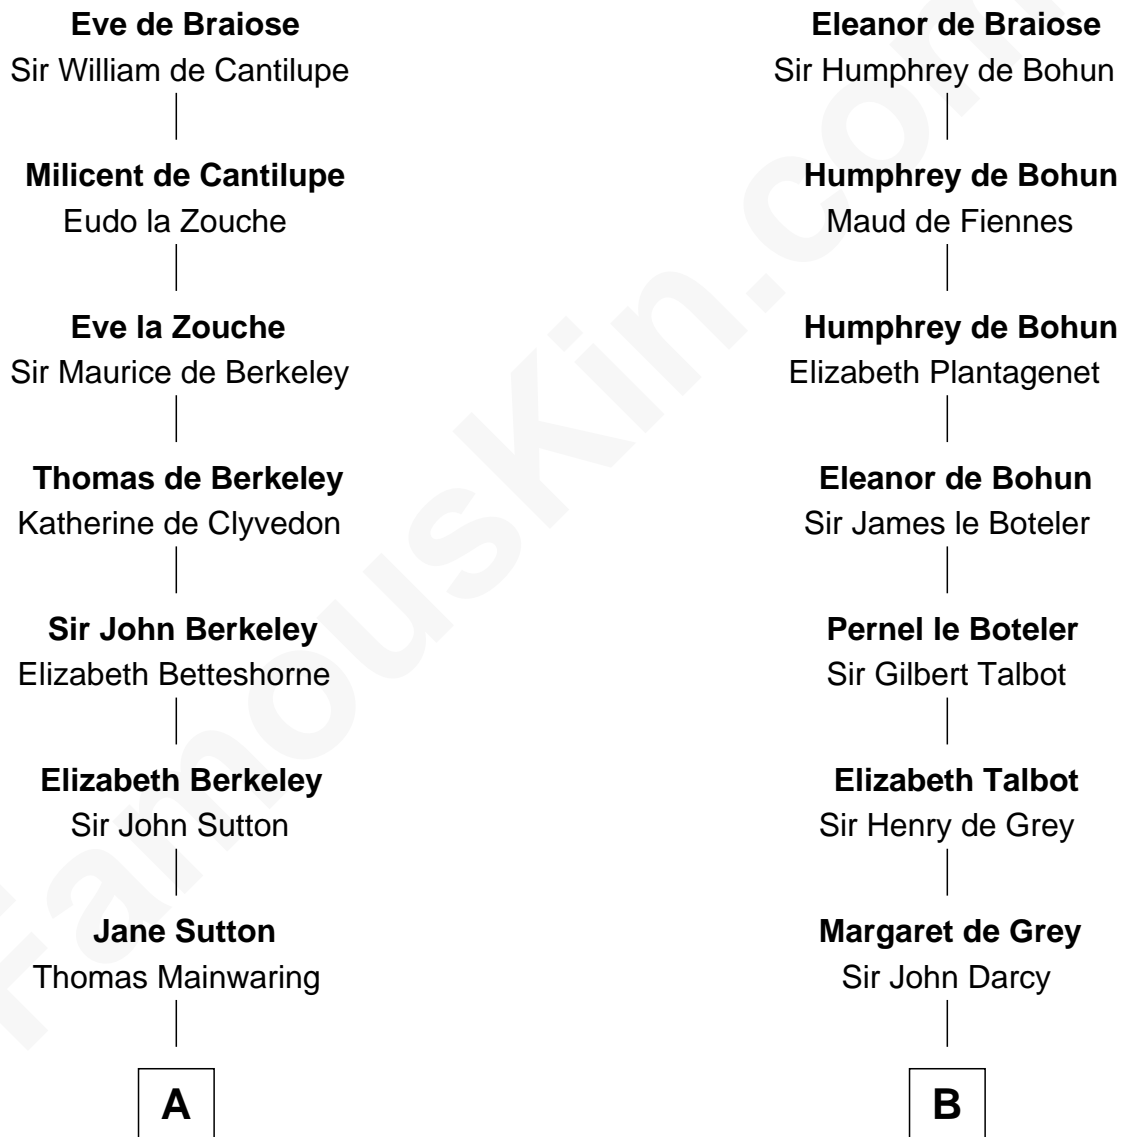 Eve de Braiose
Sir William de Cantilupe
Milicent de Cantilupe
Eudo la Zouche
Eve la Zouche
Sir Maurice de Berkeley
Thomas de Berkeley
Katherine de Clyvedon
Sir John Berkeley
Elizabeth Betteshorne
Elizabeth Berkeley
Sir John Sutton
Jane Sutton
Thomas Mainwaring
A
Eleanor de Braiose
Sir Humphrey de Bohun
Humphrey de Bohun
Maud de Fiennes
Humphrey de Bohun
Elizabeth Plantagenet
Eleanor de Bohun
Sir James le Boteler
Pernel le Boteler
Sir Gilbert Talbot
Elizabeth Talbot
Sir Henry de Grey
Margaret de Grey
Sir John Darcy
B
FamousKin.com